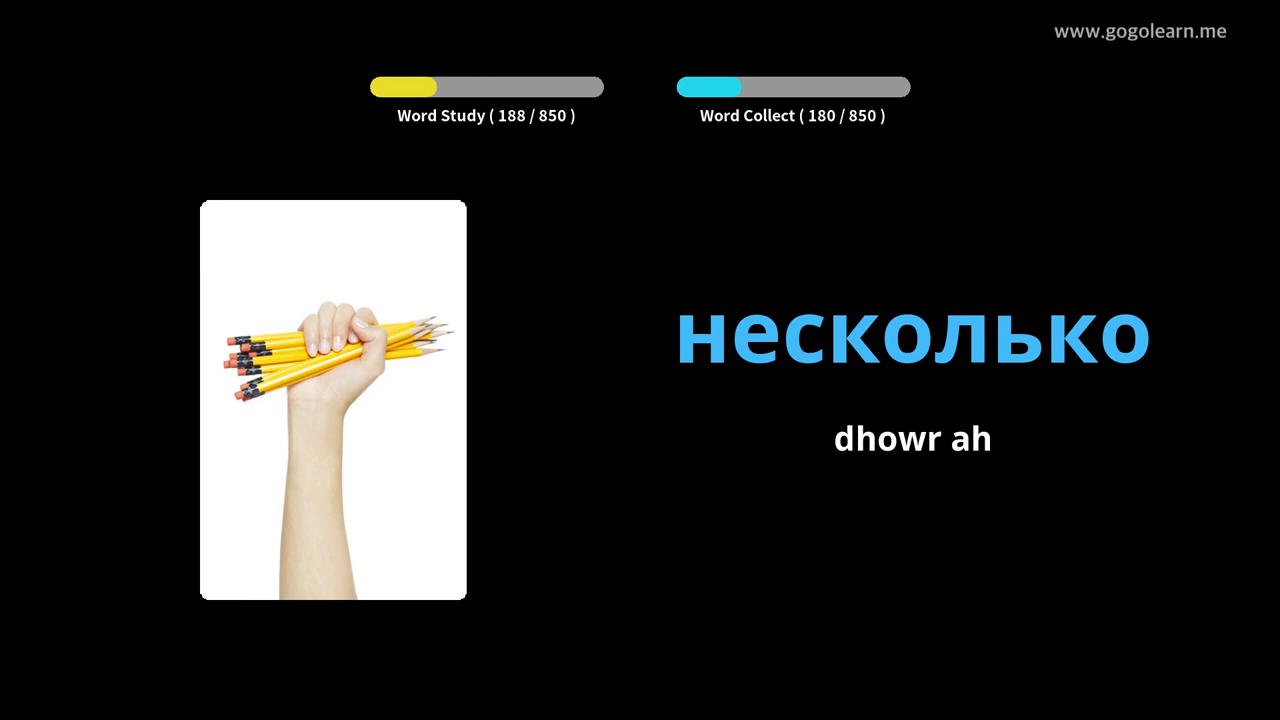 www.gogolearn.me
Word Study ( 188 / 850 )
Word Collect ( 180 / 850 )
несколько
dhowr ah